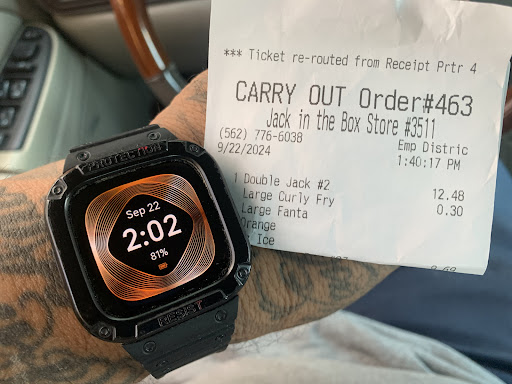 *** Ticket re-routed from Receipt Prtr 4
CARRY OUT Order#463
Jack in the Box Store #3511
(562) 776-6038
Emp Distric
9/22/2024
1:40:17 PM
1 Double Jack #2 12.48
Large Curly Fry 0.30
Large Fanta
Orange
Ice
PROTECTION
Sep 22
2:02
81%
RESIST